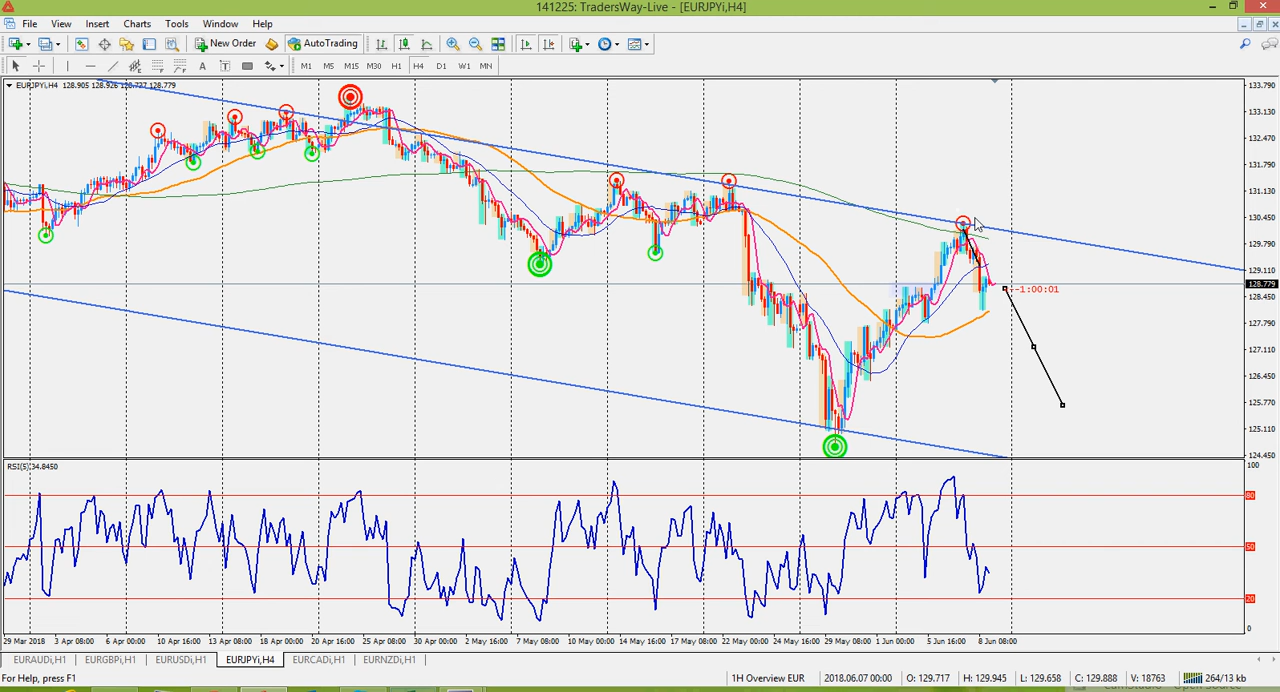 141225: TradersWay-Live - [EURJPYi,H4]
File View Insert Charts Tools Window Help
New Order AutoTrading
A T M1 M5 M15 M30 H1 H4 D1 W1 MN
EURJPYi,H4 128.905 128.926 128.727 128.779
133.790
133.130
132.470
131.790
131.130
130.450
129.790
129.110
128.779
--1:00:01
128.450
127.790
127.110
126.450
125.770
125.110
124.450
RSI(5) 34.8450
100
80
50
20
0
29 Mar 2018 3 Apr 08:00 6 Apr 00:00 10 Apr 16:00 13 Apr 08:00 18 Apr 00:00 20 Apr 16:00 25 Apr 08:00 30 Apr 00:00 2 May 16:00 7 May 08:00 10 May 00:00 14 May 16:00 17 May 08:00 22 May 00:00 24 May 16:00 29 May 08:00 1 Jun 00:00 5 Jun 16:00 8 Jun 08:00
EURAUDi,H1 EURGBPi,H1 EURUSDi,H1 EURJPYi,H4 EURCADi,H1 EURNZDi,H1
For Help, press F1 1H Overview EUR 2018.06.07 00:00 O: 129.717 H: 129.945 L: 129.658 C: 129.888 V: 18763 264/13 kb